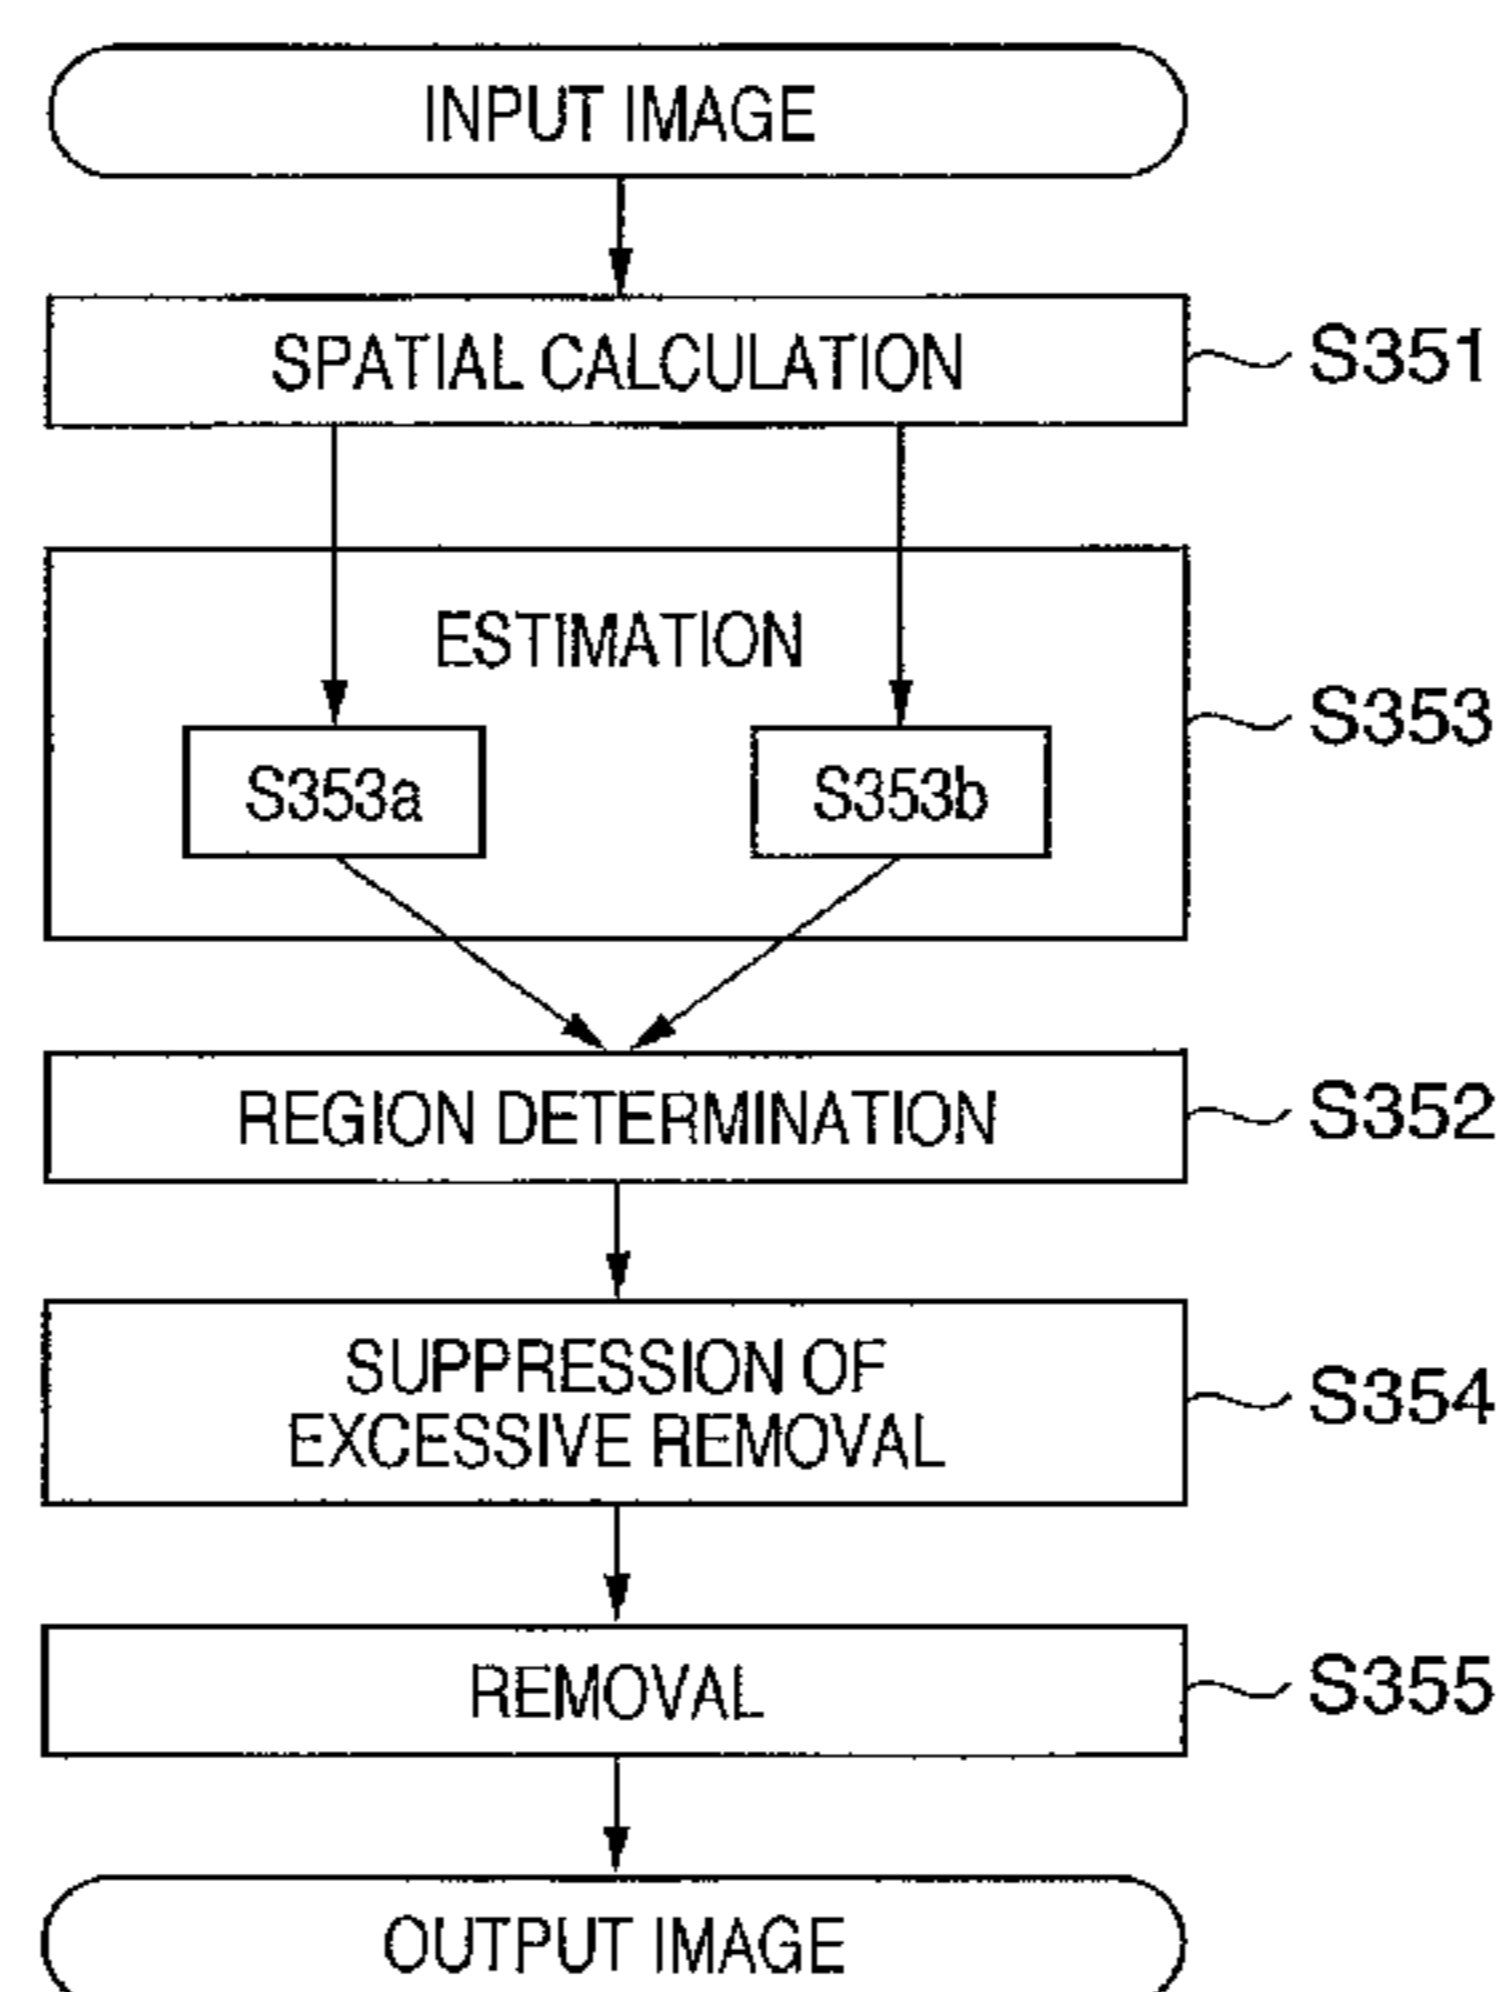 INPUT IMAGE
SPATIAL CALCULATION
S351
ESTIMATION
S353
S353a
S353b
REGION DETERMINATION
S352
SUPPRESSION OF
EXCESSIVE REMOVAL
S354
REMOVAL
S355
OUTPUT IMAGE